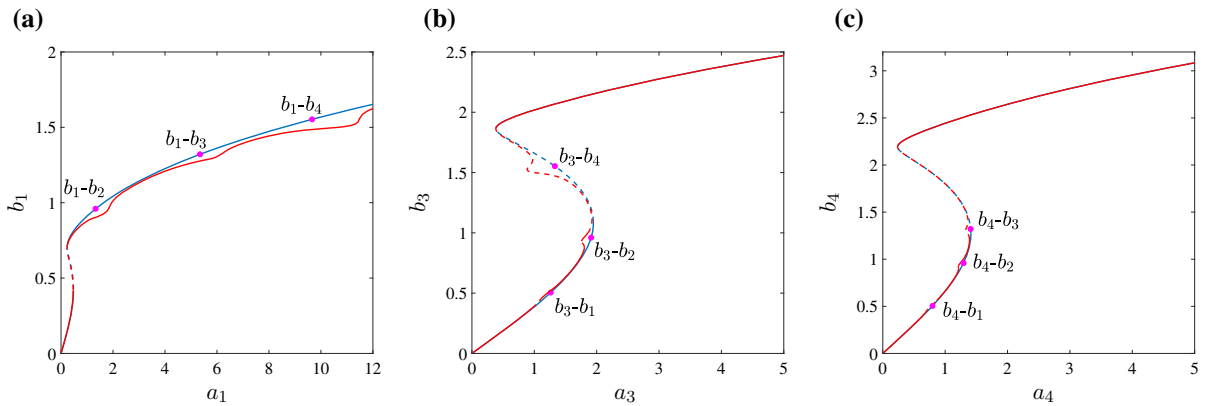 (a)
2
1.5
1
0.5
0
0 2 4 6 8 10 12
b₁
a₁
b₁-b₂
b₁-b₃
b₁-b₄
(b)
2.5
2
1.5
1
0.5
0
0 1 2 3 4 5
b₃
a₃
b₃-b₄
b₃-b₂
b₃-b₁
(c)
3
2.5
2
1.5
1
0.5
0
0 1 2 3 4 5
b₄
a₄
b₄-b₃
b₄-b₂
b₄-b₁